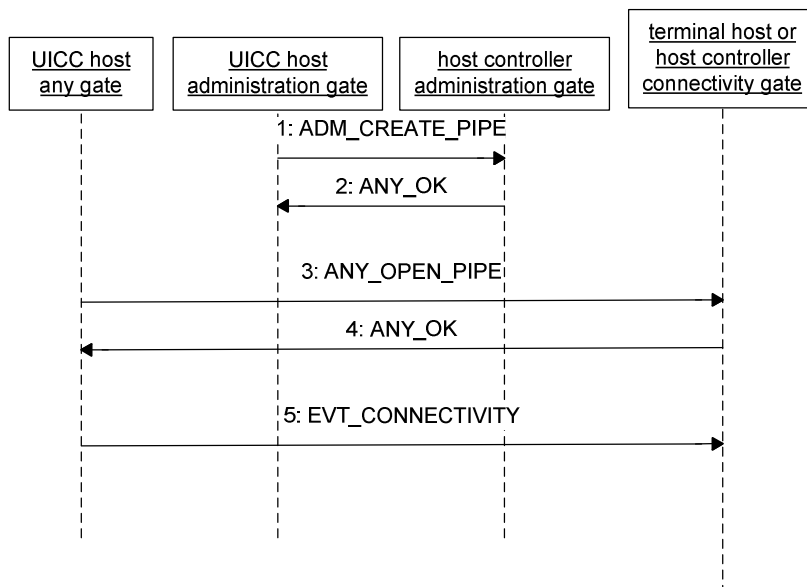 UICC host
any gate
UICC host
administration gate
host controller
administration gate
terminal host or
host controller
connectivity gate
1: ADM_CREATE_PIPE
2: ANY_OK
3: ANY_OPEN_PIPE
4: ANY_OK
5: EVT_CONNECTIVITY